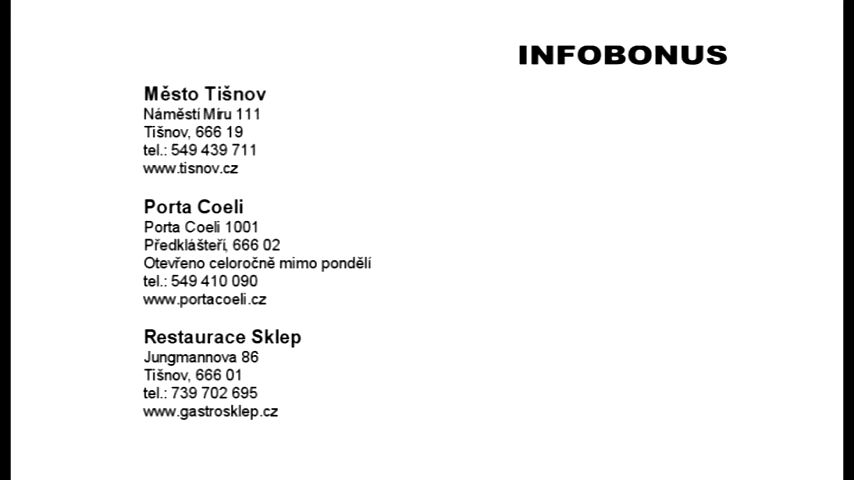 INFOBONUS
Město Tišnov
Náměstí Míru 111
Tišnov, 666 19
tel.: 549 439 711
www.tisnov.cz
Porta Coeli
Porta Coeli 1001
Předklášteří, 666 02
Otevřeno celoročně mimo pondělí
tel.: 549 410 090
www.portacoeli.cz
Restaurace Sklep
Jungmannova 86
Tišnov, 666 01
tel.: 739 702 695
www.gastrosklep.cz